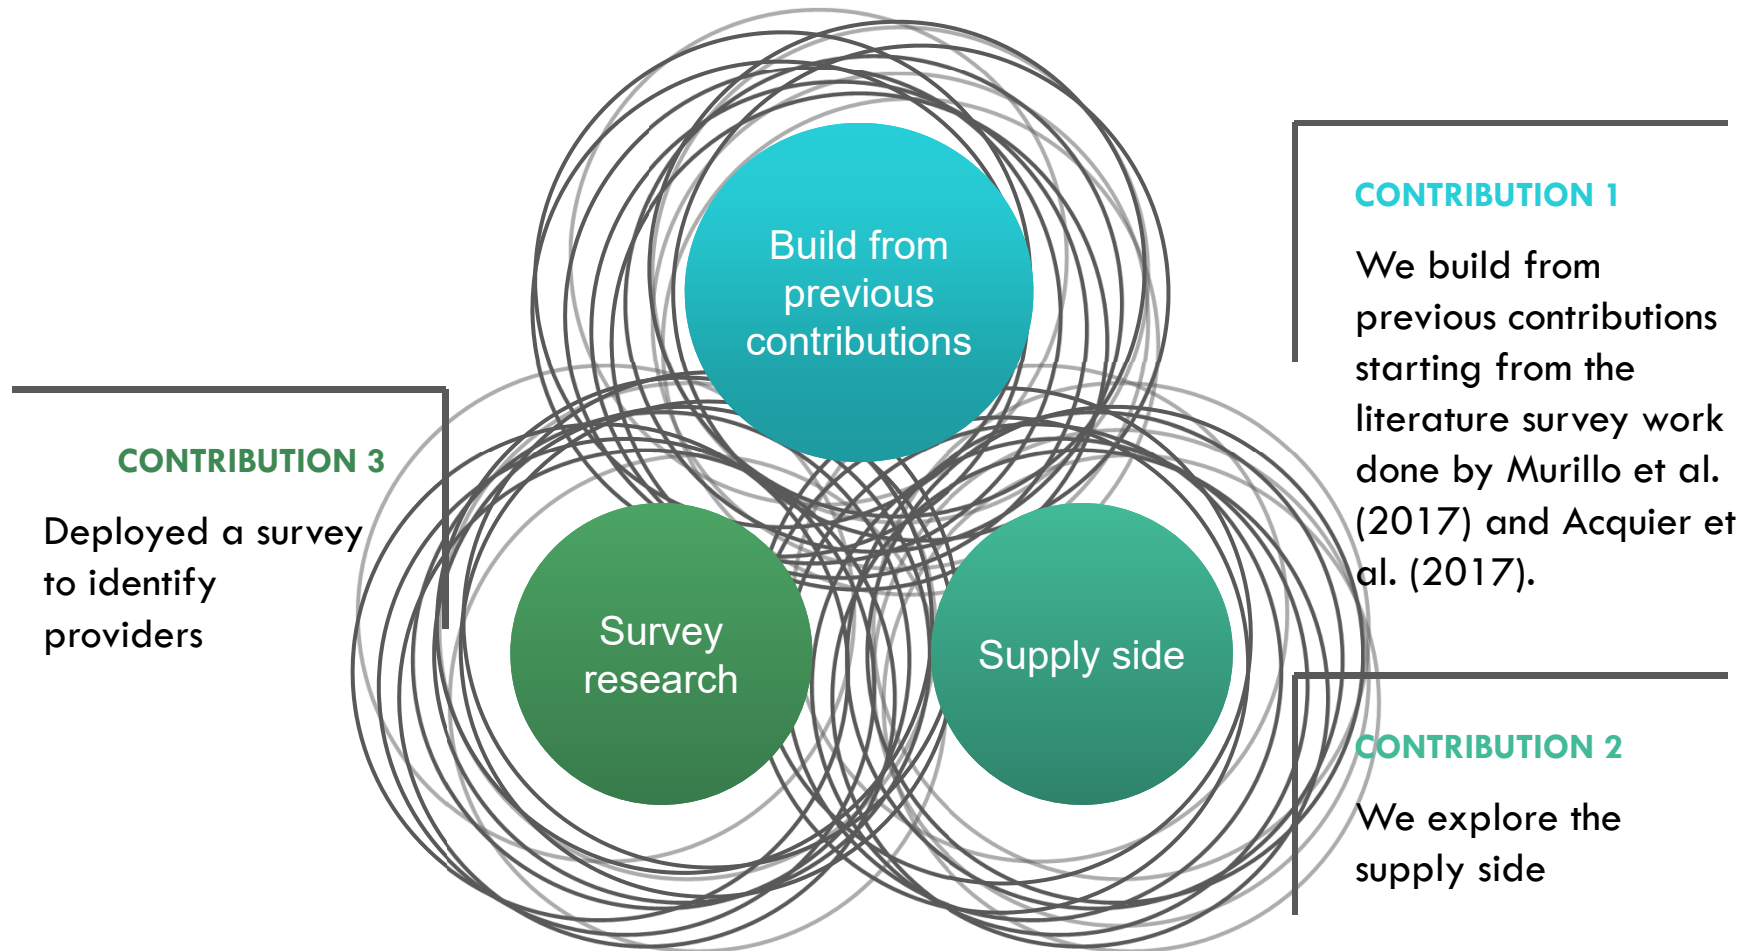 Build from
previous
contributions
CONTRIBUTION 1
We build from
previous contributions
starting from the
literature survey work
done by Murillo et al.
(2017) and Acquier et
al. (2017).
CONTRIBUTION 3
Deployed a survey
to identify
providers
Survey
research
Supply side
CONTRIBUTION 2
We explore the
supply side